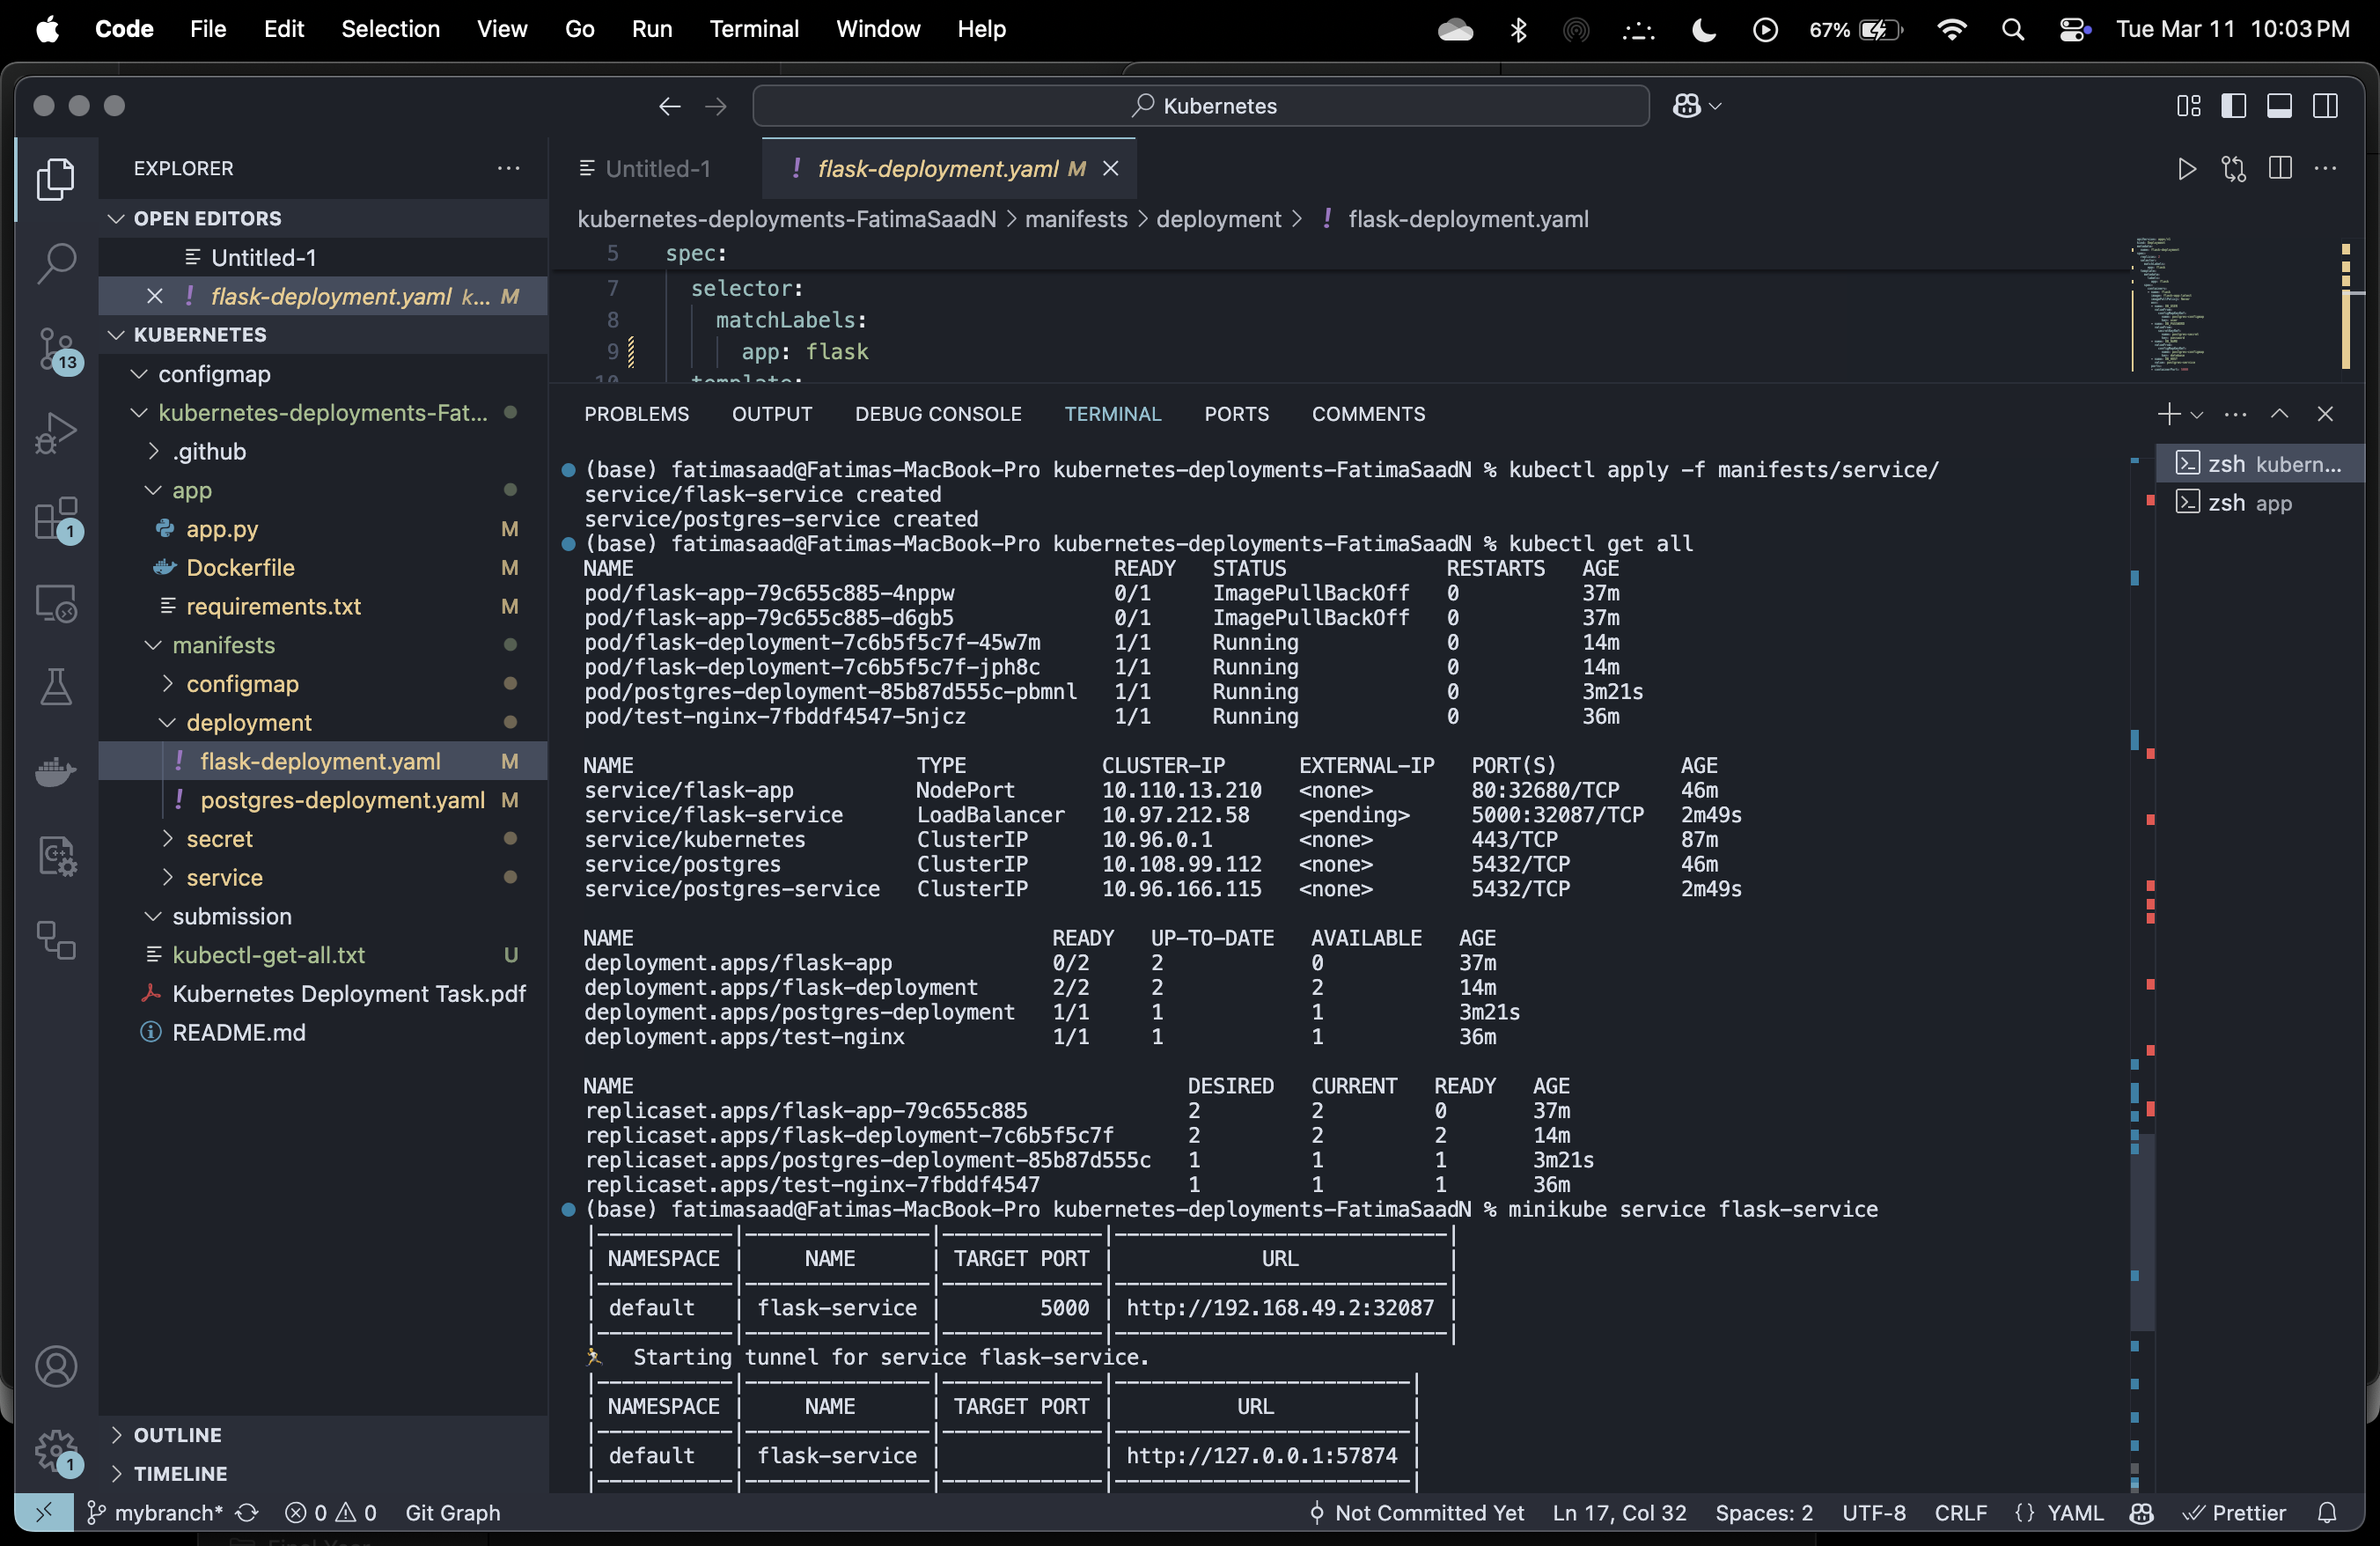 Code File Edit Selection View Go Run Terminal Window Help 67% Tue Mar 11 10:03 PM
Kubernetes
EXPLORER
Untitled-1 ! flask-deployment.yaml M
OPEN EDITORS
kubernetes-deployments-FatimaSaadN > manifests > deployment > ! flask-deployment.yaml
Untitled-1
! flask-deployment.yaml k... M
KUBERNETES
13
configmap
kubernetes-deployments-Fat...
.github
app
app.py M
1
Dockerfile M
requirements.txt M
manifests
configmap
deployment
! flask-deployment.yaml M
! postgres-deployment.yaml M
secret
service
submission
kubectl-get-all.txt U
Kubernetes Deployment Task.pdf
README.md
OUTLINE
1
TIMELINE
5 spec:
7 selector:
8 matchLabels:
9 app: flask
10 template:
PROBLEMS OUTPUT DEBUG CONSOLE TERMINAL PORTS COMMENTS
zsh kubern...
zsh app
(base) fatimasaad@Fatimas-MacBook-Pro kubernetes-deployments-FatimaSaadN % kubectl apply -f manifests/service/
service/flask-service created
service/postgres-service created
(base) fatimasaad@Fatimas-MacBook-Pro kubernetes-deployments-FatimaSaadN % kubectl get all
NAME READY STATUS RESTARTS AGE
pod/flask-app-79c655c885-4nppw 0/1 ImagePullBackOff 0 37m
pod/flask-app-79c655c885-d6gb5 0/1 ImagePullBackOff 0 37m
pod/flask-deployment-7c6b5f5c7f-45w7m 1/1 Running 0 14m
pod/flask-deployment-7c6b5f5c7f-jph8c 1/1 Running 0 14m
pod/postgres-deployment-85b87d555c-pbmnl 1/1 Running 0 3m21s
pod/test-nginx-7fbddf4547-5njcz 1/1 Running 0 36m
NAME TYPE CLUSTER-IP EXTERNAL-IP PORT(S) AGE
service/flask-app NodePort 10.110.13.210 <none> 80:32680/TCP 46m
service/flask-service LoadBalancer 10.97.212.58 <pending> 5000:32087/TCP 2m49s
service/kubernetes ClusterIP 10.96.0.1 <none> 443/TCP 87m
service/postgres ClusterIP 10.108.99.112 <none> 5432/TCP 46m
service/postgres-service ClusterIP 10.96.166.115 <none> 5432/TCP 2m49s
NAME READY UP-TO-DATE AVAILABLE AGE
deployment.apps/flask-app 0/2 2 0 37m
deployment.apps/flask-deployment 2/2 2 2 14m
deployment.apps/postgres-deployment 1/1 1 1 3m21s
deployment.apps/test-nginx 1/1 1 1 36m
NAME DESIRED CURRENT READY AGE
replicaset.apps/flask-app-79c655c885 2 2 0 37m
replicaset.apps/flask-deployment-7c6b5f5c7f 2 2 2 14m
replicaset.apps/postgres-deployment-85b87d555c 1 1 1 3m21s
replicaset.apps/test-nginx-7fbddf4547 1 1 1 36m
(base) fatimasaad@Fatimas-MacBook-Pro kubernetes-deployments-FatimaSaadN % minikube service flask-service
NAMESPACE NAME TARGET PORT URL
default flask-service 5000 http://192.168.49.2:32087
Starting tunnel for service flask-service.
NAMESPACE NAME TARGET PORT URL
default flask-service http://127.0.0.1:57874
mybranch* 0 0 Git Graph Not Committed Yet Ln 17, Col 32 Spaces: 2 UTF-8 CRLF {} YAML Prettier